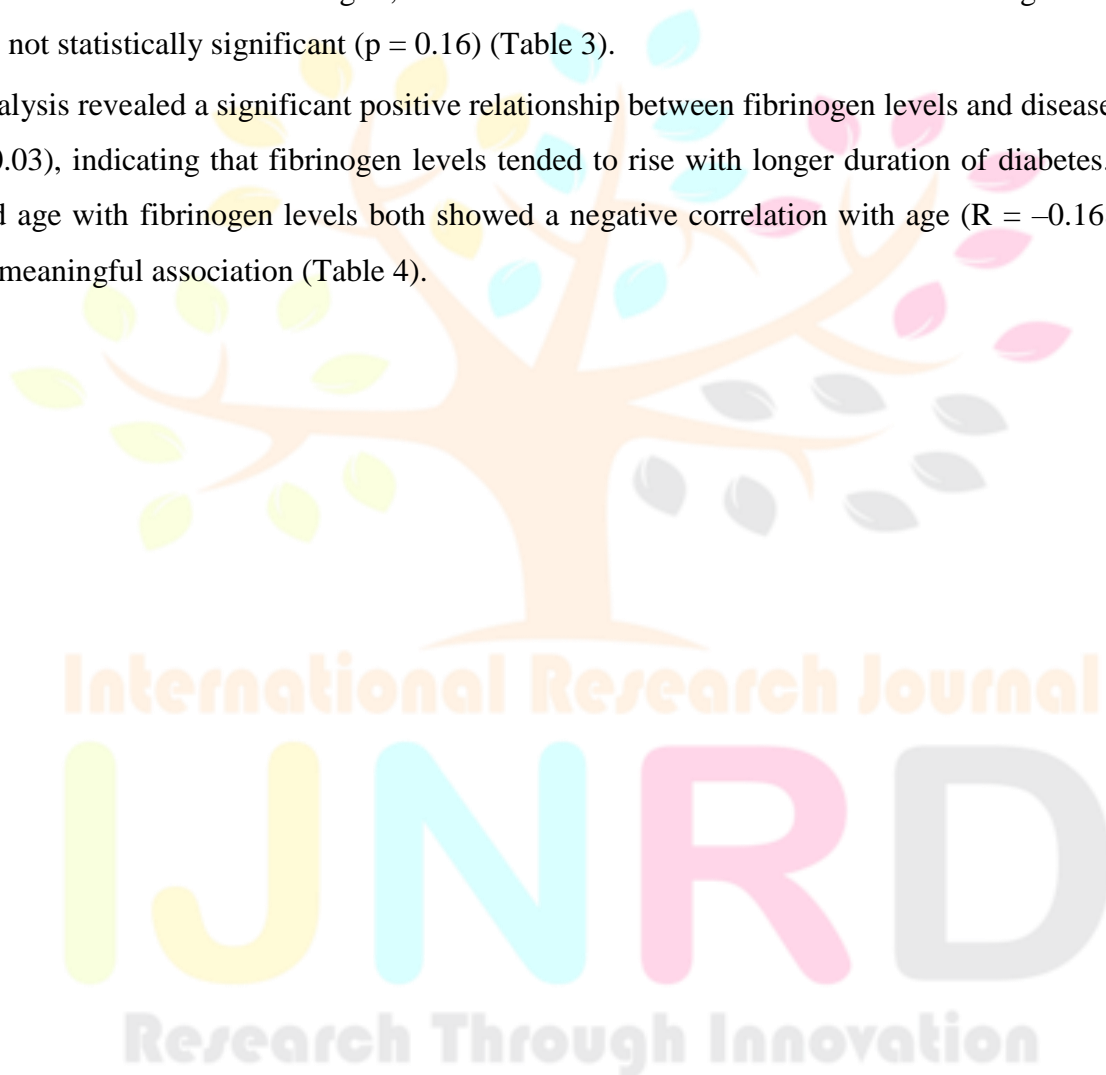 not statistically significant (p = 0.16) (Table 3).
revealed a significant positive relationship between fibrinogen levels and disease
0.03), indicating that fibrinogen levels tended to rise with longer duration of diabetes.
age with fibrinogen levels both showed a negative correlation with age (R = –0.16
meaningful association (Table 4).
International Research Journal
IJNRD
Research Through Innovation